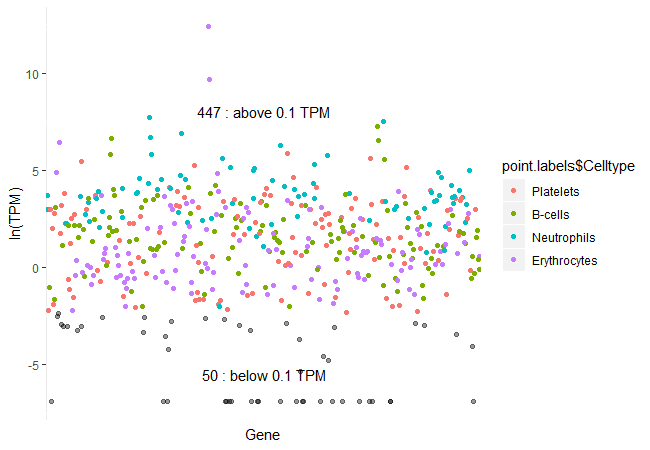 10
447 : above 0.1 TPM
5
ln(TPM )
0
-5
50 : below 0.1 TPM
Gene
point.labels$Celltype
Platelets
B-cells
Neutrophils
Erythrocytes